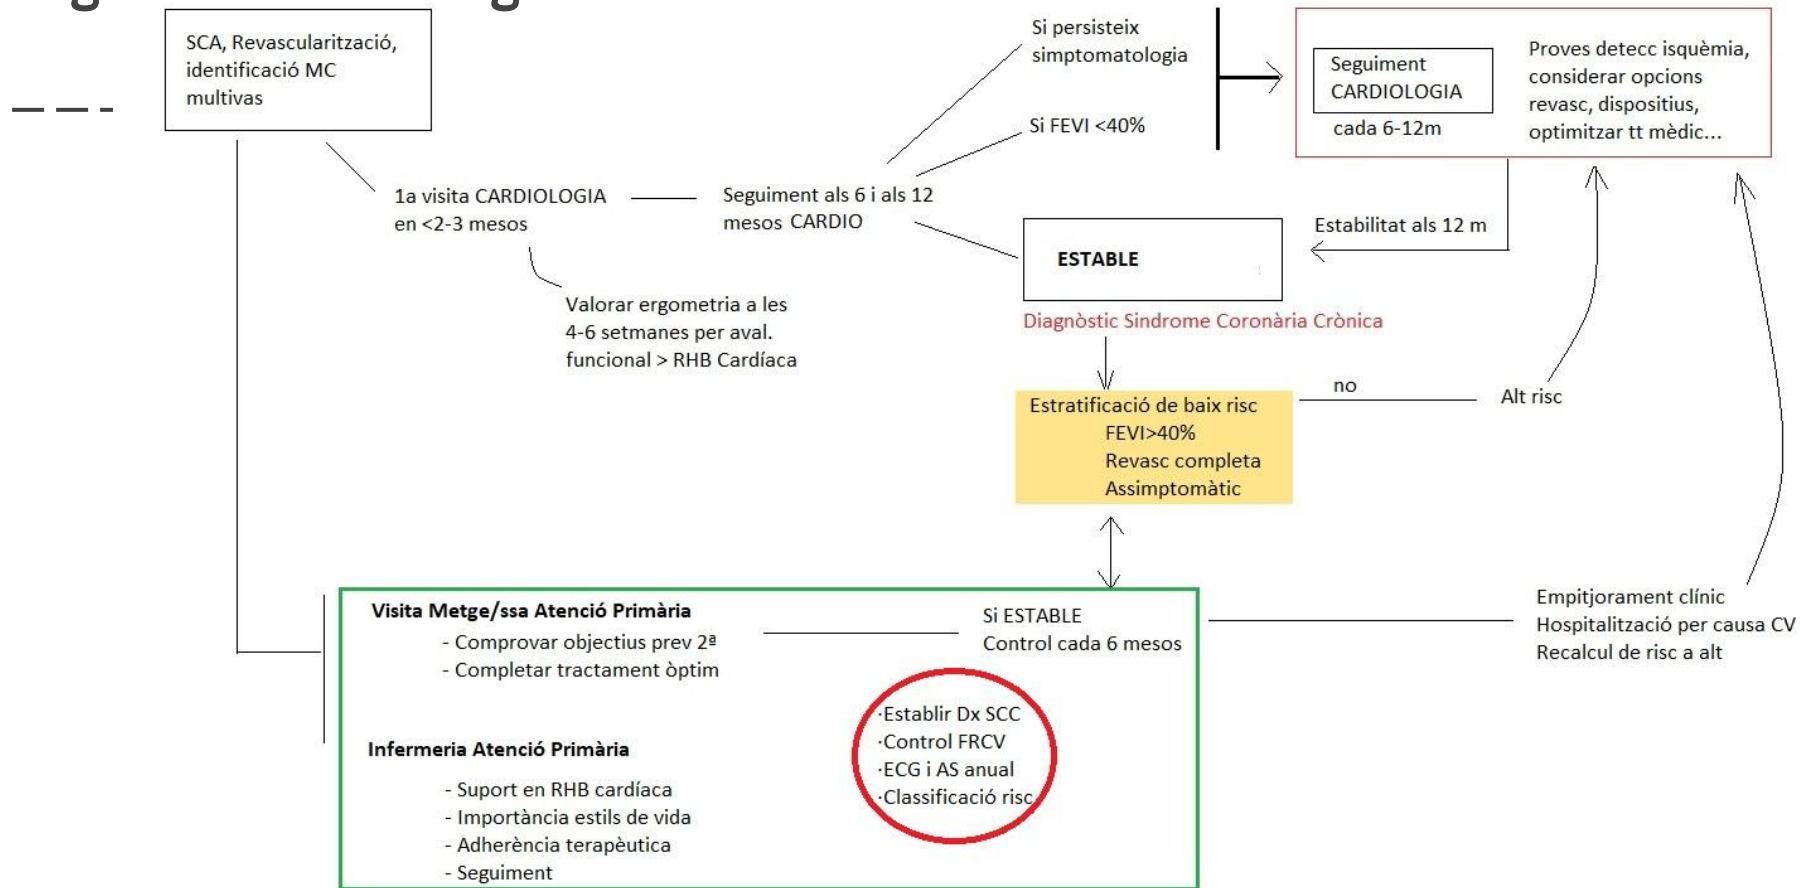 SCA, Revascularització,
identificació MC
multivas
1a visita CARDIOLOGIA
en <2-3 mesos
Valorar ergometria a les
4-6 setmanes per aval.
funcional > RHB Cardíaca
Seguiment als 6 i als 12
mesos CARDIO
Si persisteix
simptomatologia
Si FEVI <40%
Seguiment
CARDIOLOGIA
cada 6-12m
Proves detecc isquèmia,
considerar opcions
revasc, dispositius,
optimitzar tt mèdic...
Estabilitat als 12 m
ESTABLE
Diagnòstic Sindrome Coronària Crònica
Estratificació de baix risc
FEVI>40%
Revasc completa
Assimptomàtic
no
Alt risc
Visita Metge/ssa Atenció Primària
- Comprovar objectius prev 2ª
- Completar tractament òptim
Infermeria Atenció Primària
- Suport en RHB cardíaca
- Importància estils de vida
- Adherència terapèutica
- Seguiment
Si ESTABLE
Control cada 6 mesos
·Establir Dx SCC
·Control FRCV
·ECG i AS anual
·Classificació risc
Empitjorament clínic
Hospitalització per causa CV
Recalcul de risc a alt